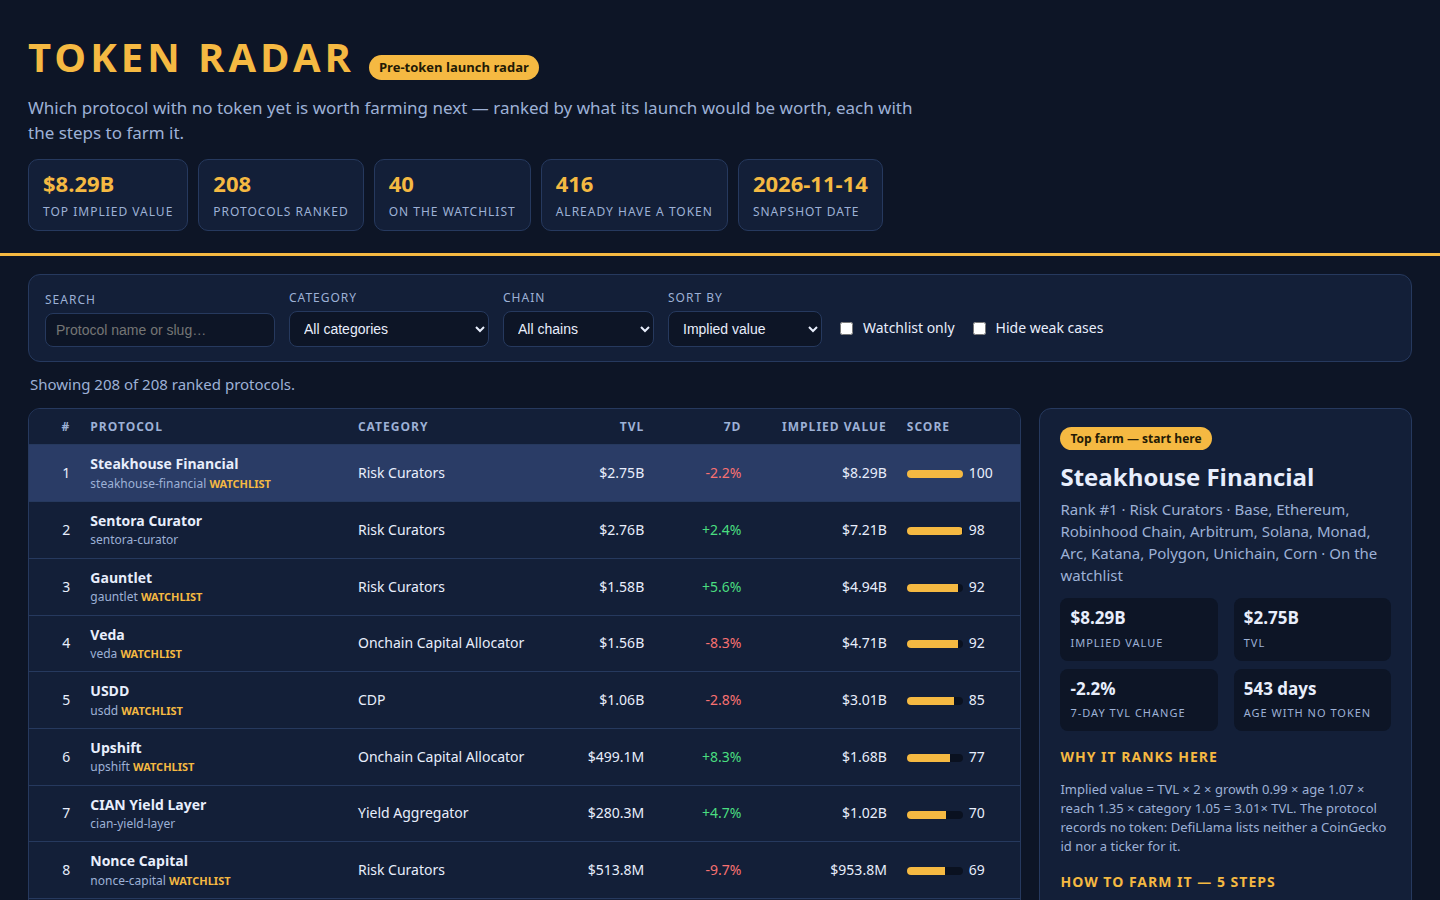 TOKEN RADAR Pre-token launch radar
Which protocol with no token yet is worth farming next — ranked by what its launch would be worth, each with
the steps to farm it.
$8.29B 208 40 416 2026-11-14
TOP IMPLIED VALUE PROTOCOLS RANKED ON THE WATCHLIST ALREADY HAVE A TOKEN SNAPSHOT DATE
SEARCH CATEGORY CHAIN SORT BY
Protocol name or slug… All categories All chains Implied value Watchlist only Hide weak cases
Showing 208 of 208 ranked protocols.
# PROTOCOL CATEGORY TVL 7D IMPLIED VALUE SCORE
1 Steakhouse Financial Risk Curators $2.75B -2.2% $8.29B 100
steakhouse-financial WATCHLIST
2 Sentora Curator Risk Curators $2.76B +2.4% $7.21B 98
sentora-curator
3 Gauntlet Risk Curators $1.58B +5.6% $4.94B 92
gauntlet WATCHLIST
4 Veda Onchain Capital Allocator $1.56B -8.3% $4.71B 92
veda WATCHLIST
5 USDD CDP $1.06B -2.8% $3.01B 85
usdd WATCHLIST
6 Upshift Onchain Capital Allocator $499.1M +8.3% $1.68B 77
upshift WATCHLIST
7 CIAN Yield Layer Yield Aggregator $280.3M +4.7% $1.02B 70
cian-yield-layer
8 Nonce Capital Risk Curators $513.8M -9.7% $953.8M 69
nonce-capital WATCHLIST
Top farm — start here
Steakhouse Financial
Rank #1 · Risk Curators · Base, Ethereum,
Robinhood Chain, Arbitrum, Solana, Monad,
Arc, Katana, Polygon, Unichain, Corn · On the
watchlist
$8.29B $2.75B
IMPLIED VALUE TVL
-2.2% 543 days
7-DAY TVL CHANGE AGE WITH NO TOKEN
WHY IT RANKS HERE
Implied value = TVL × 2 × growth 0.99 × age 1.07 ×
reach 1.35 × category 1.05 = 3.01× TVL. The protocol
records no token: DefiLlama lists neither a CoinGecko
id nor a ticker for it.
HOW TO FARM IT — 5 STEPS